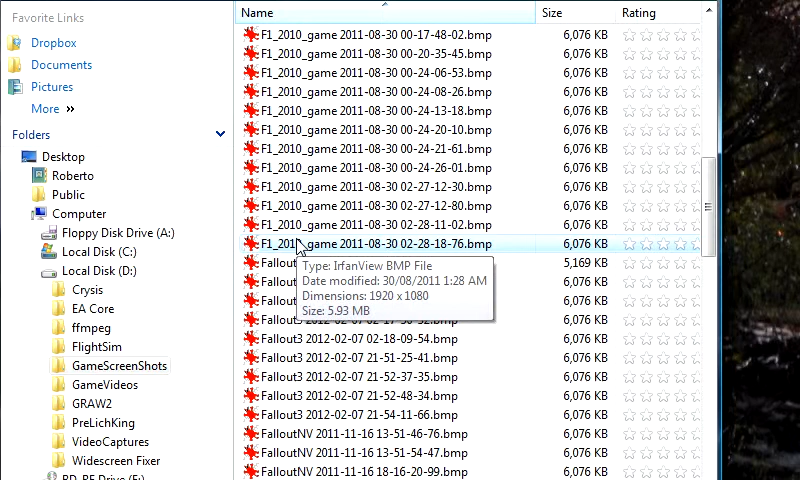 Favorite Links
Dropbox
Documents
Pictures
More »
Folders
Desktop
Roberto
Public
Computer
Floppy Disk Drive (A:)
Local Disk (C:)
Local Disk (D:)
Crysis
EA Core
ffmpeg
FlightSim
GameScreenShots
GameVideos
GRAW2
PreLichKing
VideoCaptures
Widescreen Fixer
Name Size Rating
F1_2010_game 2011-08-30 00-17-48-02.bmp 6,076 KB
F1_2010_game 2011-08-30 00-20-35-45.bmp 6,076 KB
F1_2010_game 2011-08-30 00-24-06-53.bmp 6,076 KB
F1_2010_game 2011-08-30 00-24-08-26.bmp 6,076 KB
F1_2010_game 2011-08-30 00-24-13-18.bmp 6,076 KB
F1_2010_game 2011-08-30 00-24-20-10.bmp 6,076 KB
F1_2010_game 2011-08-30 00-24-21-61.bmp 6,076 KB
F1_2010_game 2011-08-30 00-24-26-01.bmp 6,076 KB
F1_2010_game 2011-08-30 02-27-12-30.bmp 6,076 KB
F1_2010_game 2011-08-30 02-27-12-80.bmp 6,076 KB
F1_2010_game 2011-08-30 02-28-11-02.bmp 6,076 KB
F1_2010_game 2011-08-30 02-28-18-76.bmp 6,076 KB
Fallout 5,169 KB
Fallout 6,076 KB
Fallout 6,076 KB
6,076 KB
Type: IrfanView BMP File
Date modified: 30/08/2011 1:28 AM
Dimensions: 1920 x 1080
Size: 5.93 MB
Fallout3 2012-02-07 02-18-09-54.bmp 6,076 KB
Fallout3 2012-02-07 21-51-25-41.bmp 6,076 KB
Fallout3 2012-02-07 21-52-37-35.bmp 6,076 KB
Fallout3 2012-02-07 21-52-48-34.bmp 6,076 KB
Fallout3 2012-02-07 21-54-11-66.bmp 6,076 KB
FalloutNV 2011-11-16 13-51-46-76.bmp 6,076 KB
FalloutNV 2011-11-16 13-51-54-47.bmp 6,076 KB
FalloutNV 2011-11-16 18-16-20-99.bmp 6,076 KB